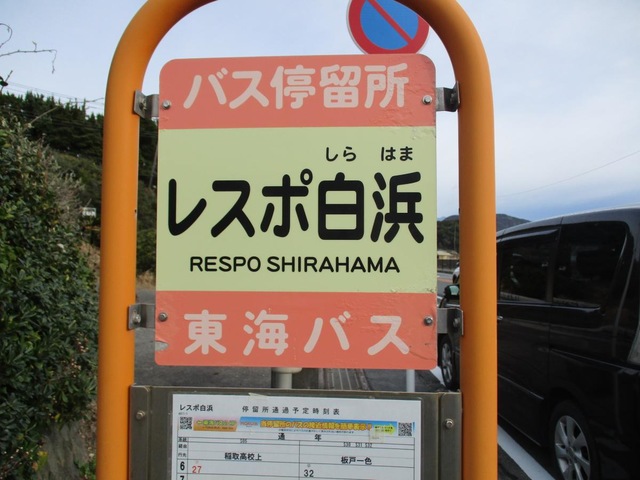 バス停留所
しら はま
レスポ白浜
RESPO SHIRAHAMA
東海バス
レスポ白浜 停留所通過予定時刻表
通 年
稲取高校上 板戸一色
6 27 32
7